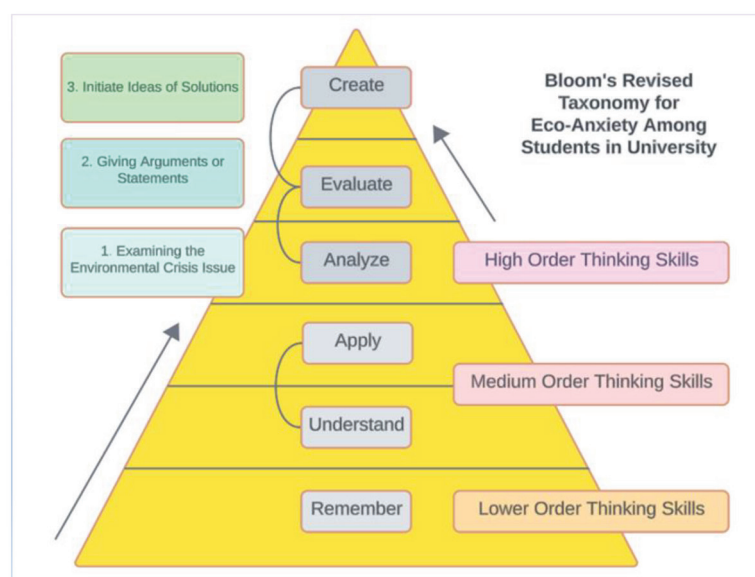 Bloom's Revised
Taxonomy for
Eco-Anxiety Among
Students in University
3. Initiate Ideas of Solutions
2. Giving Arguments or
Statements
1. Examining the
Environmental Crisis Issue
Create
Evaluate
Analyze
Apply
Understand
Remember
High Order Thinking Skills
Medium Order Thinking Skills
Lower Order Thinking Skills